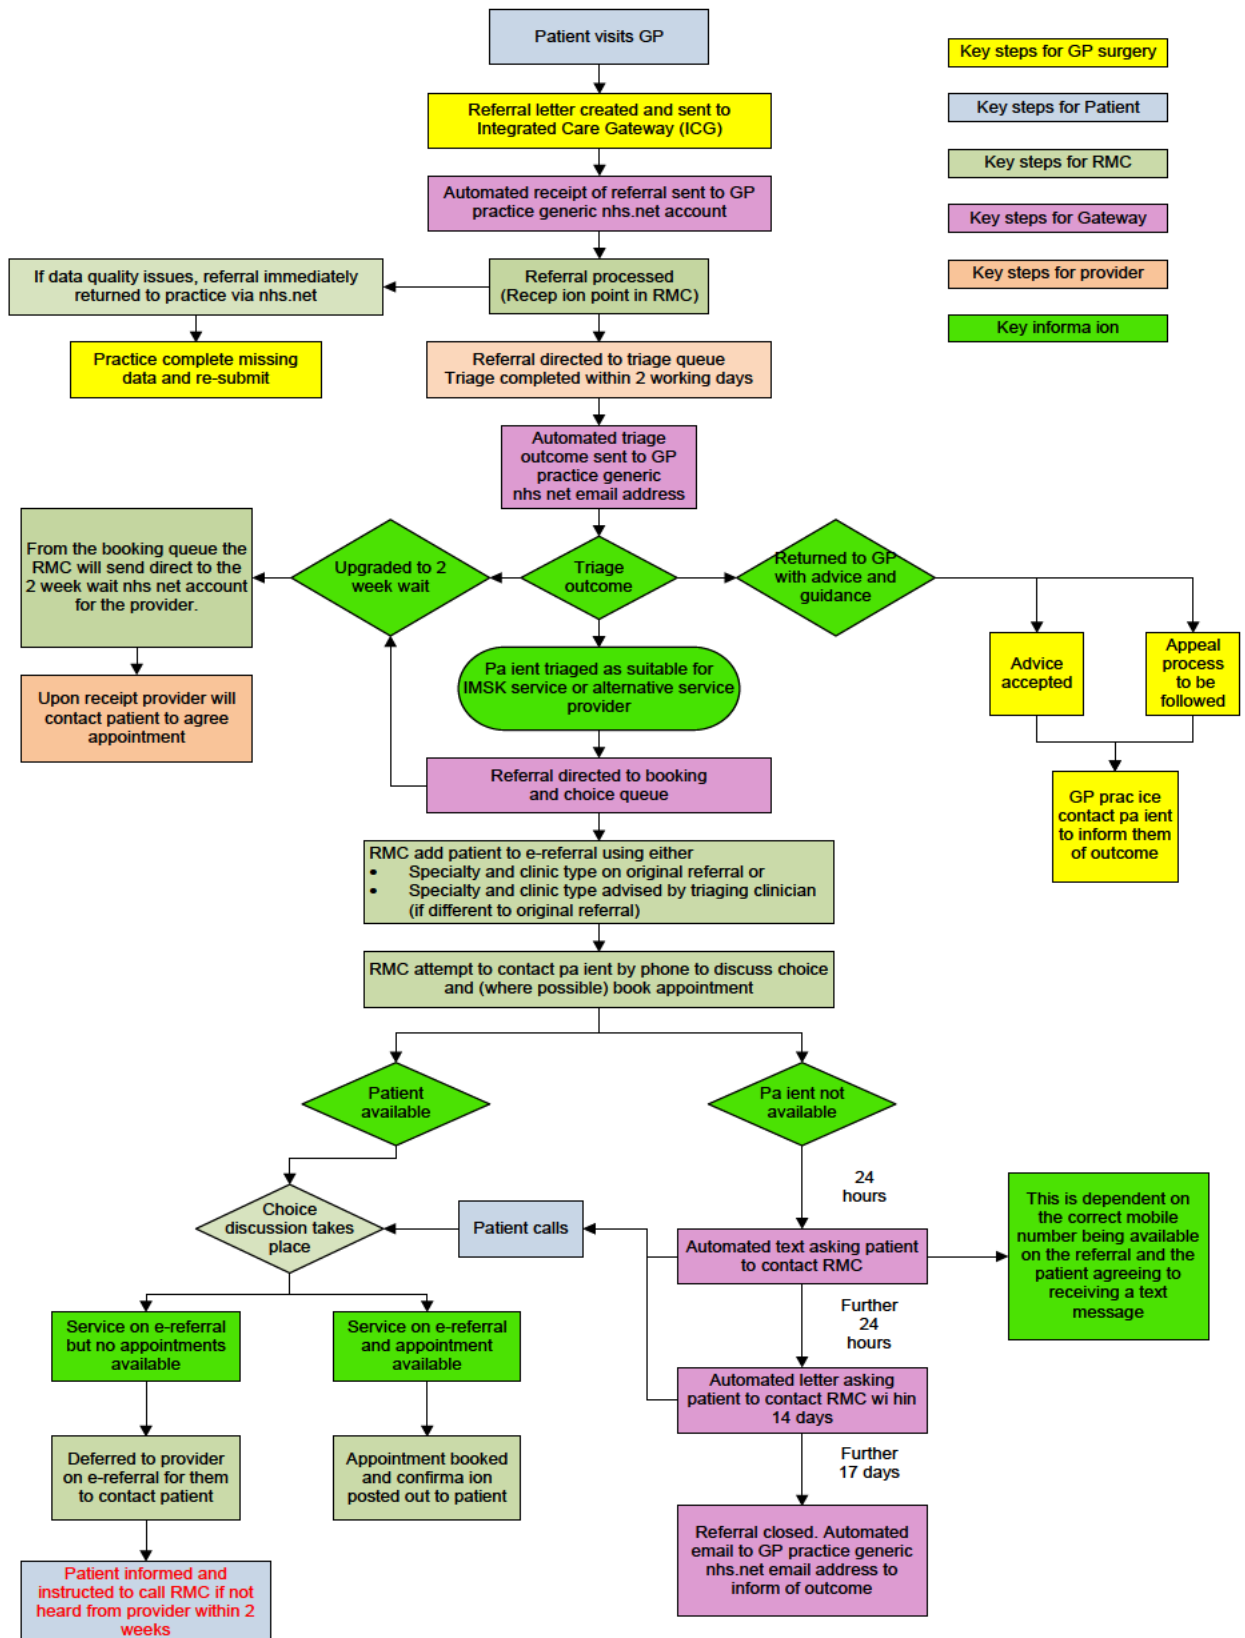 Patient visits GP
Key steps for GP surgery
Referral letter created and sent to
Integrated Care Gateway (ICG)
Key steps for Patient
Key steps for RMC
Automated receipt of referral sent to GP
practice generic nhs.net account
Key steps for Gateway
If data quality issues, referral immediately
returned to practice via nhs.net
Referral processed
(Recep ion point in RMC)
Key steps for provider
Key informa ion
Practice complete missing
data and re-submit
Referral directed to triage queue
Triage completed within 2 working days
Automated triage
outcome sent to GP
practice generic
nhs net email address
From the booking queue the
RMC will send direct to the
2 week wait nhs net account
for the provider.
Upgraded to 2
week wait
Triage
outcome
Returned to GP
with advice and
guidance
Advice
accepted
Appeal
process
to be
followed
Pa ient triaged as suitable for
IMSK service or alternative service
provider
Upon receipt provider will
contact patient to agree
appointment
Referral directed to booking
and choice queue
GP prac ice
contact pa ient
to inform them
of outcome
RMC add patient to e-referral using either
• Specialty and clinic type on original referral or
• Specialty and clinic type advised by triaging clinician
(if different to original referral)
RMC attempt to contact pa ient by phone to discuss choice
and (where possible) book appointment
Patient
available
Pa ient not
available
24
hours
Choice
discussion takes
place
Patient calls
Automated text asking patient
to contact RMC
This is dependent on
the correct mobile
number being available
on the referral and the
patient agreeing to
receiving a text
message
Further
24
hours
Service on e-referral
but no appointments
available
Service on e-referral
and appointment
available
Automated letter asking
patient to contact RMC wi hin
14 days
Further
17 days
Deferred to provider
on e-referral for them
to contact patient
Appointment booked
and confirma ion
posted out to patient
Referral closed. Automated
email to GP practice generic
nhs.net email address to
inform of outcome
Patient informed and
instructed to call RMC if not
heard from provider within 2
weeks